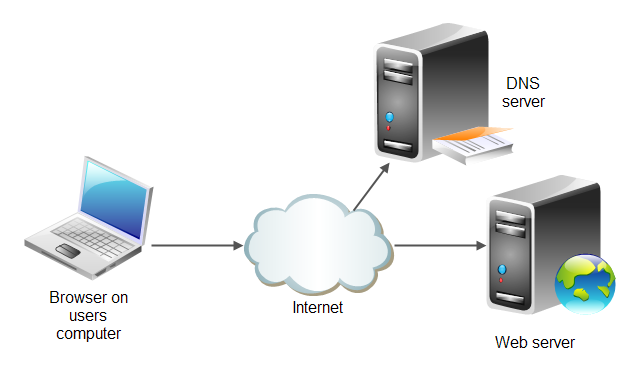 DNS
server
Browser on
users
computer
Internet
Web server